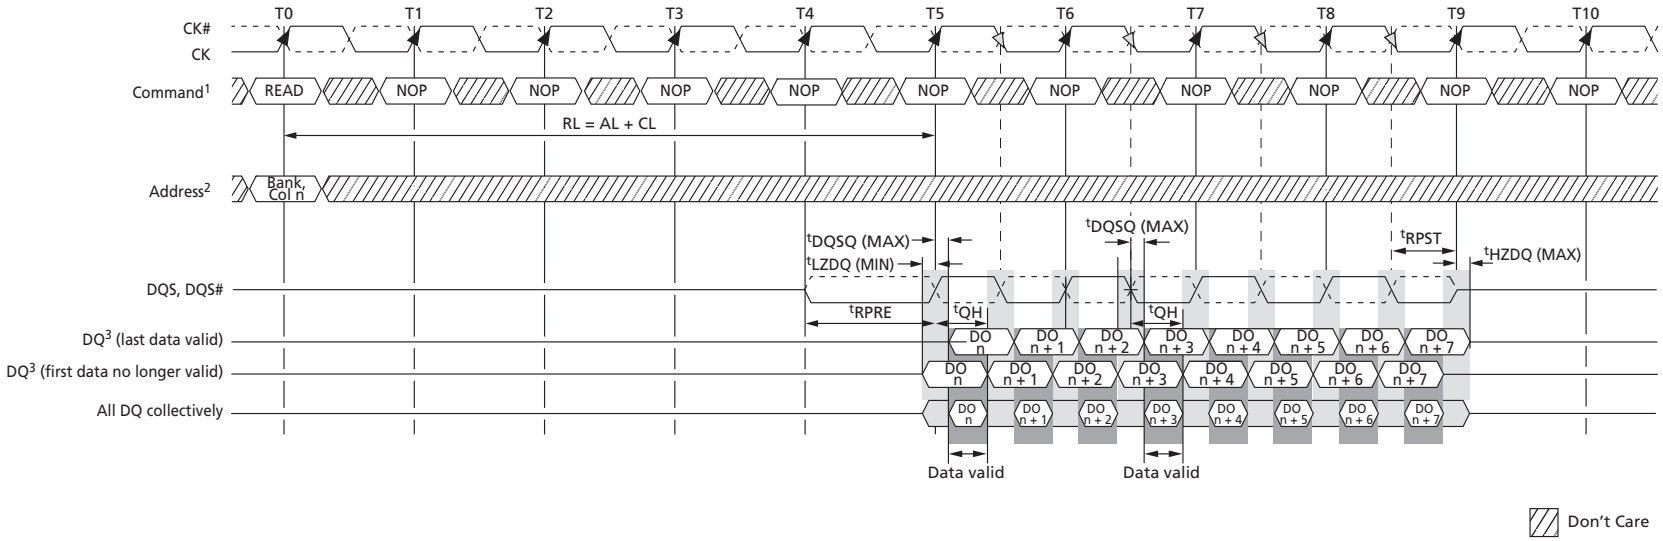 T0 T1 T2 T3 T4 T5 T6 T7 T8 T9 T10
CK#
CK
Command1 READ NOP NOP NOP NOP NOP NOP NOP NOP NOP NOP
RL = AL + CL
Address2 Bank, Col n
tDQSQ (MAX) tDQSQ (MAX) tRPST
tLZDQ (MIN) tHZDQ (MAX)
DQS, DQS#
tRPRE tQH tQH
DQ3 (last data valid) DO n DO n + 1 DO n + 2 DO n + 3 DO n + 4 DO n + 5 DO n + 6 DO n + 7
DQ3 (first data no longer valid) DO n DO n + 1 DO n + 2 DO n + 3 DO n + 4 DO n + 5 DO n + 6 DO n + 7
All DQ collectively DO n DO n + 1 DO n + 2 DO n + 3 DO n + 4 DO n + 5 DO n + 6 DO n + 7
Data valid Data valid
Don't Care